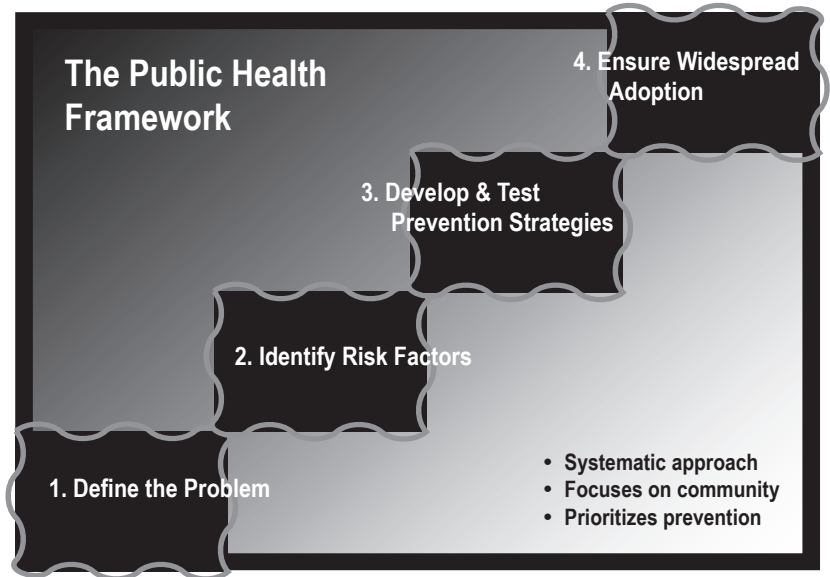 The Public Health
Framework
4. Ensure Widespread
Adoption
3. Develop & Test
Prevention Strategies
2. Identify Risk Factors
1. Define the Problem
• Systematic approach
• Focuses on community
• Prioritizes prevention